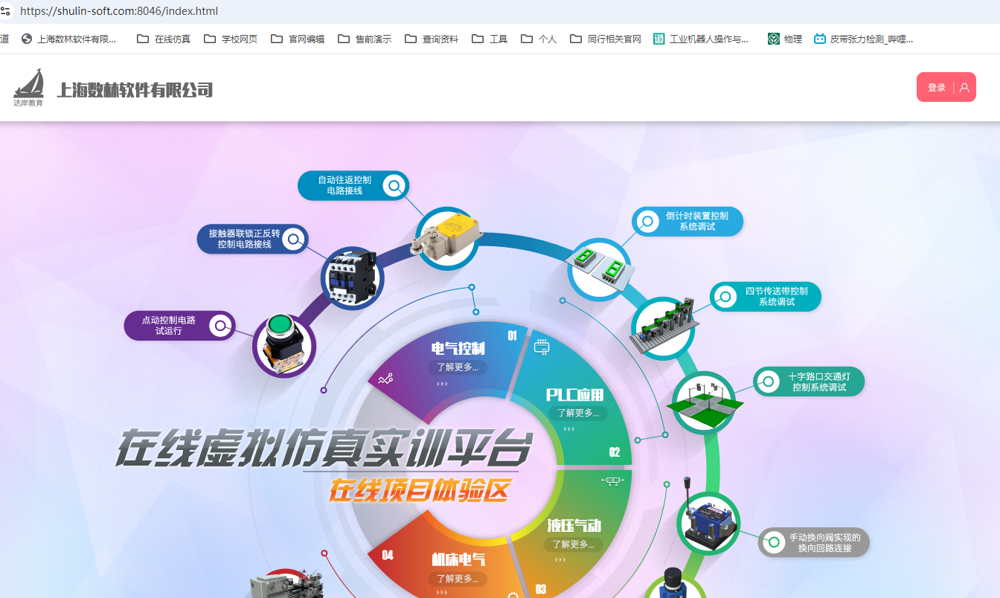 https://shulin-soft.com:8046/index.html
道 上海数林软件有限... 在线仿真 学校网页 官网编辑 售前演示 查询资料 工具 个人 同行相关官网 工业机器人操作与... 物理 皮带张力检测_哔哩...
达岸教育
上海数林软件有限公司
登录
自动往返控制
电路接线
倒计时装置控制
系统调试
接触器联锁正反转
控制电路接线
四节传送带控制
系统调试
点动控制电路
试运行
01
电气控制
了解更多...
十字路口交通灯
控制系统调试
PLC应用
了解更多...
02
在线虚拟仿真实训平台
在线项目体验区
液压气动
了解更多...
手动换向阀实现的
换向回路连接
04
机床电气
了解更多...
03